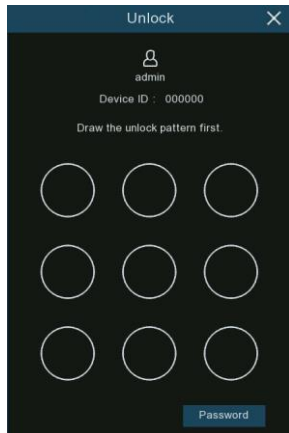 Unlock
admin
Device ID : 000000
Draw the unlock pattern first.
Password